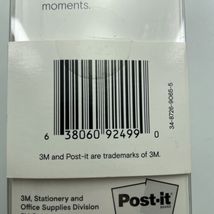 moments.
6 38060 92499 0
34-8726-9065-5
3M and Post-it are trademarks of 3M.
3M, Stationery and
Office Supplies Division
Post-it